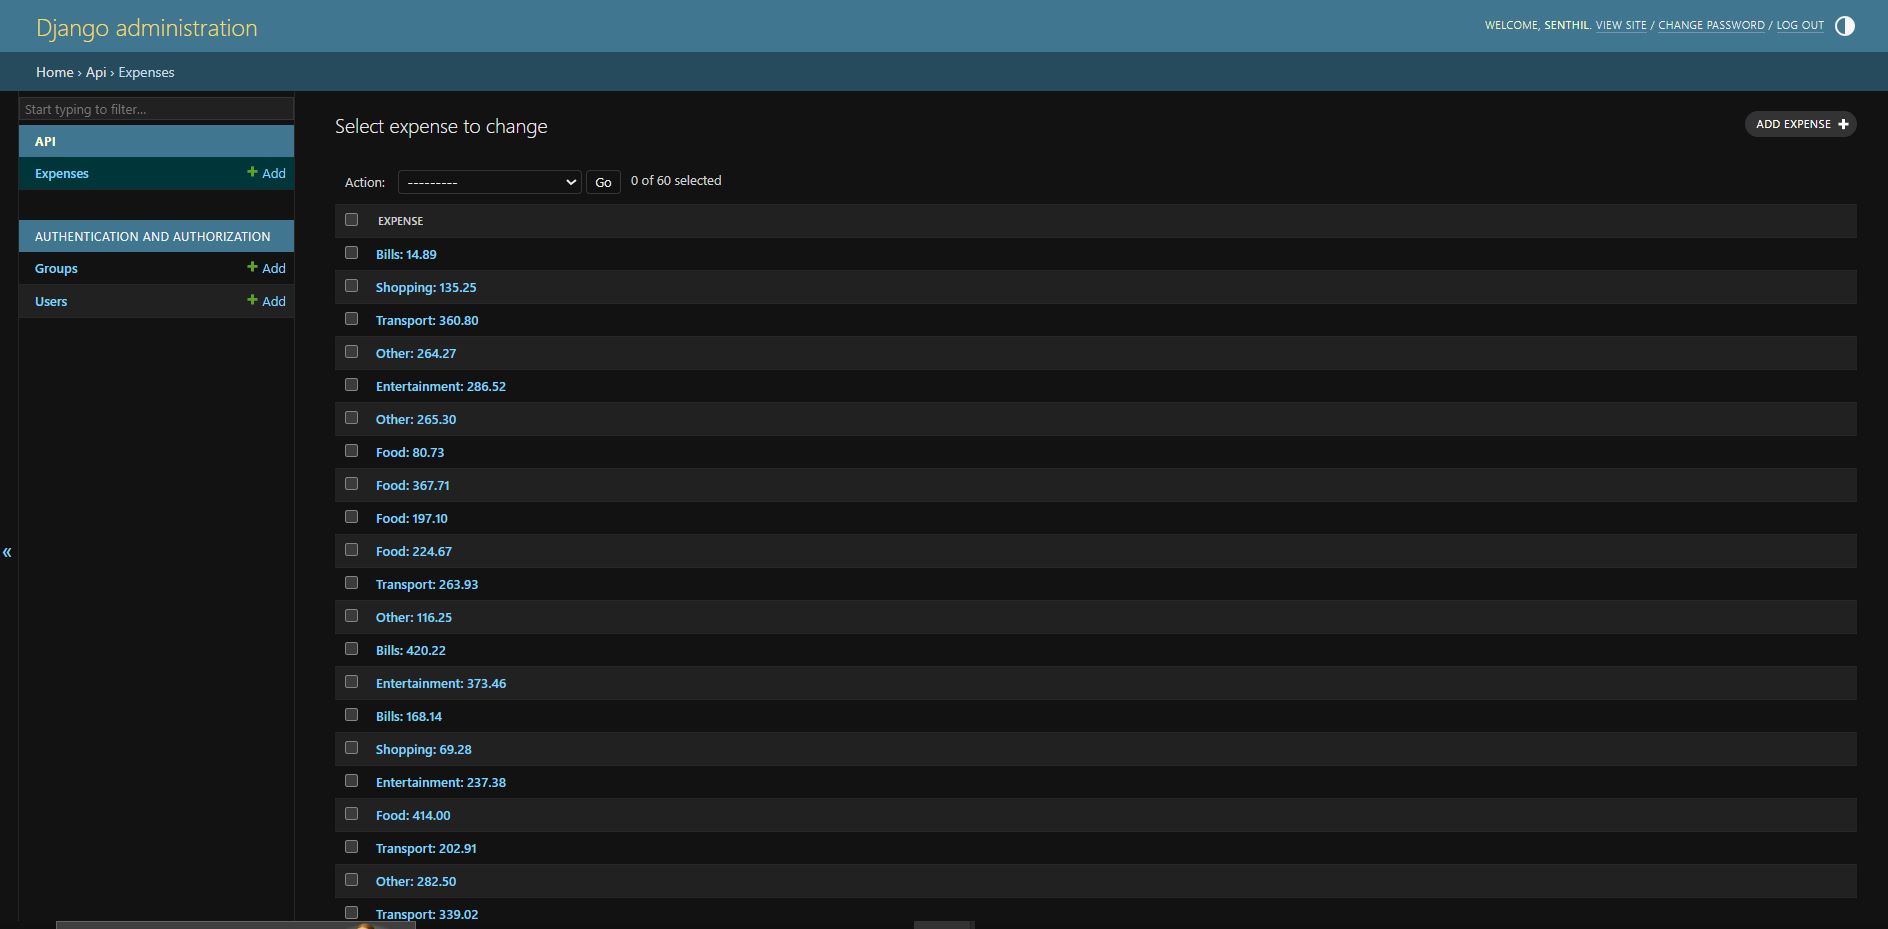 Django administration
WELCOME, SENTHIL. VIEW SITE / CHANGE PASSWORD / LOG OUT
Home › Api › Expenses
Start typing to filter...
API
Expenses + Add
AUTHENTICATION AND AUTHORIZATION
Groups + Add
Users + Add
«
Select expense to change
ADD EXPENSE +
Action: --------- Go 0 of 60 selected
EXPENSE
Bills: 14.89
Shopping: 135.25
Transport: 360.80
Other: 264.27
Entertainment: 286.52
Other: 265.30
Food: 80.73
Food: 367.71
Food: 197.10
Food: 224.67
Transport: 263.93
Other: 116.25
Bills: 420.22
Entertainment: 373.46
Bills: 168.14
Shopping: 69.28
Entertainment: 237.38
Food: 414.00
Transport: 202.91
Other: 282.50
Transport: 339.02